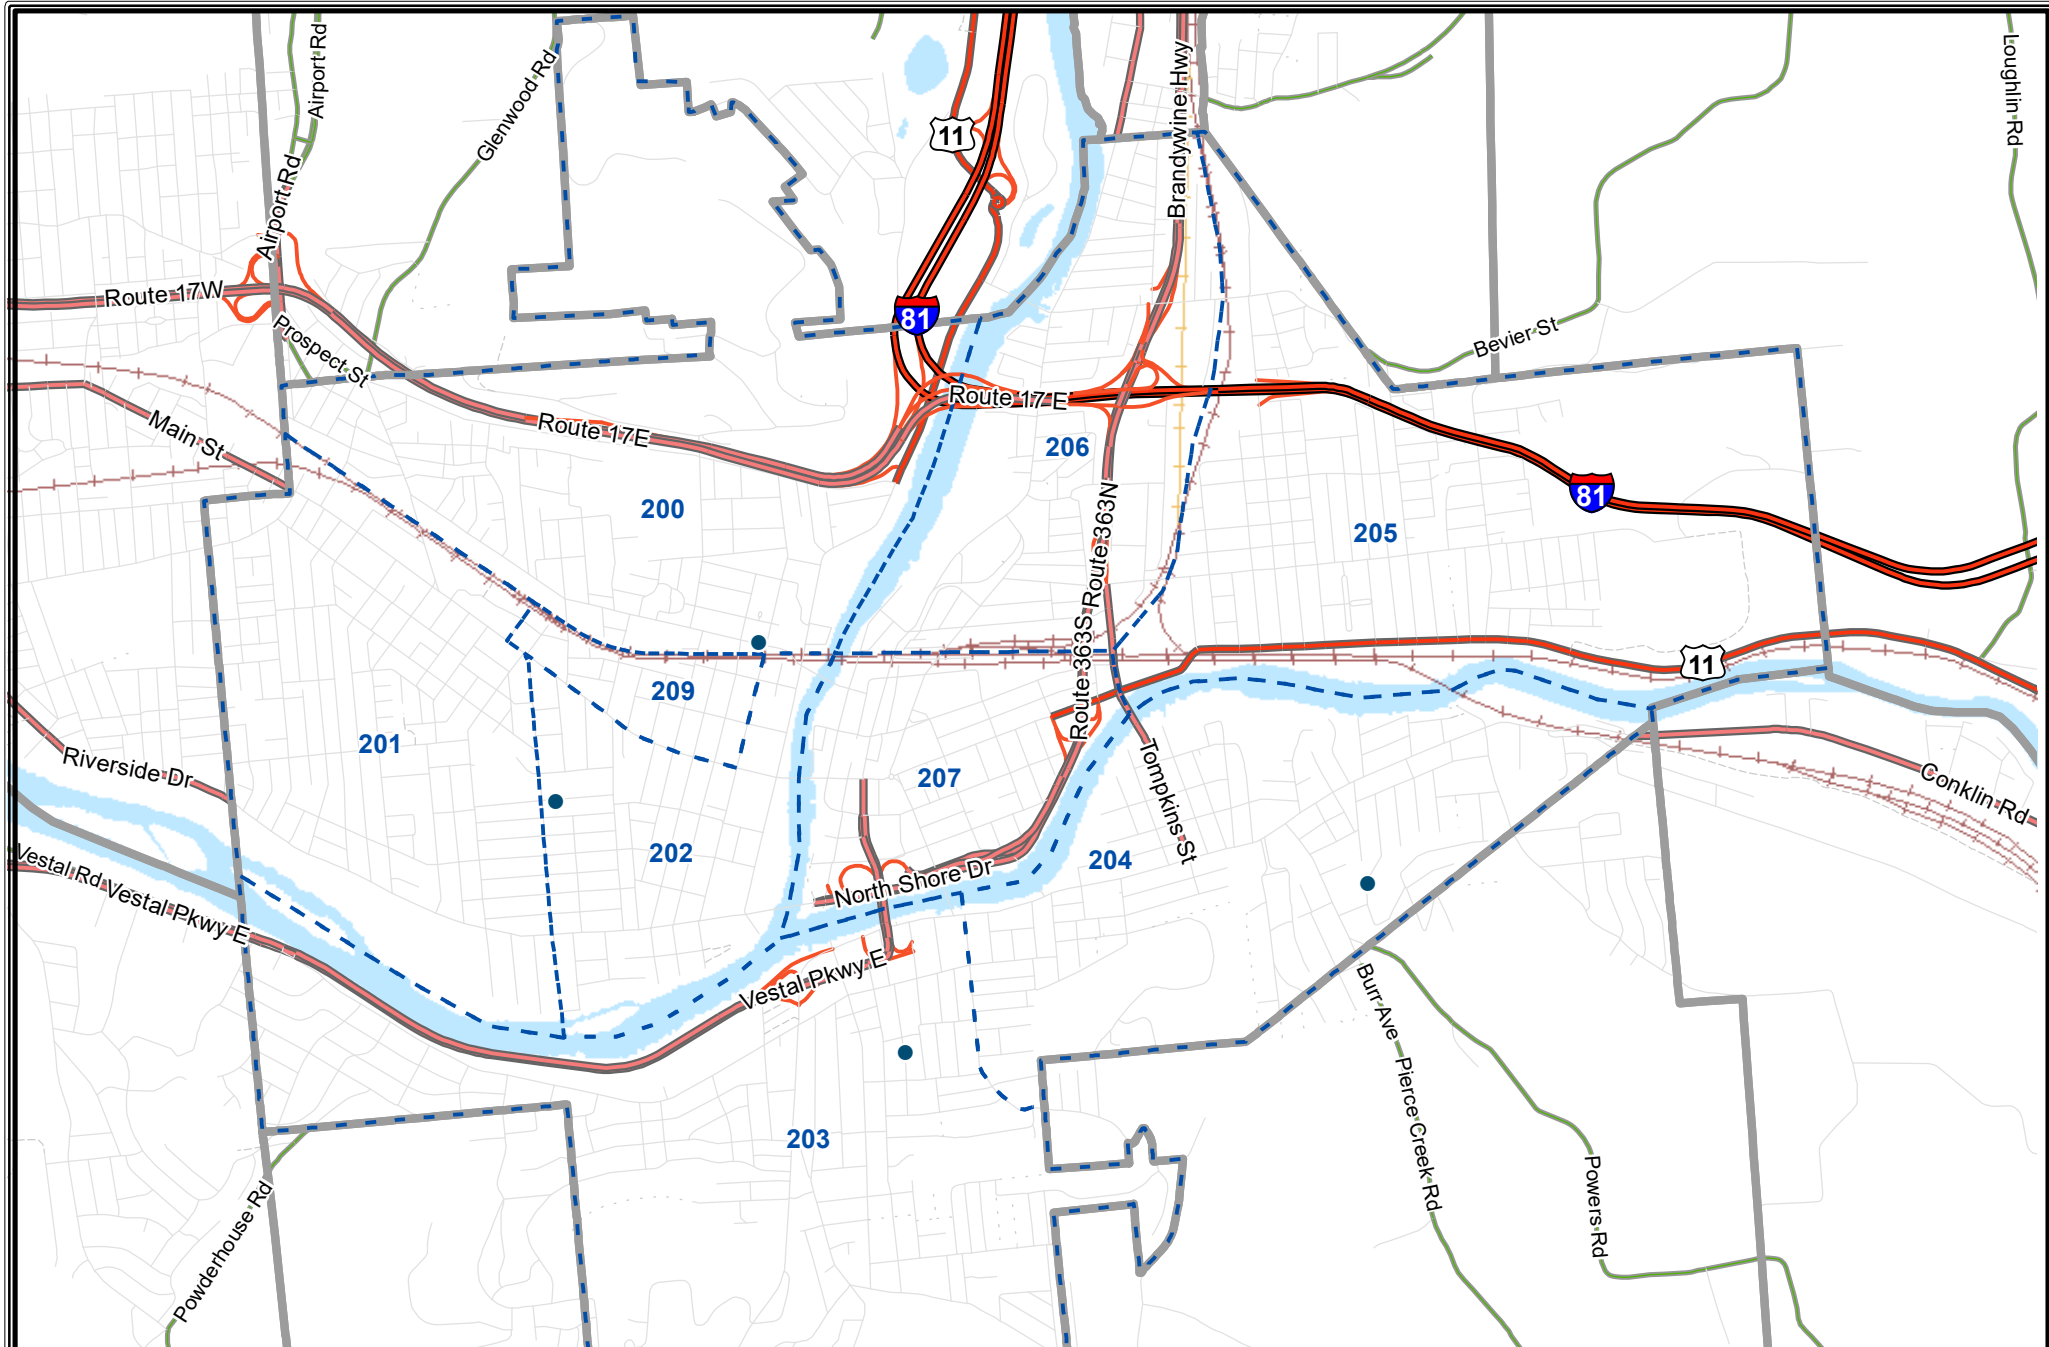 Airport Rd
Glenwood Rd
Brandywine Hwy
Loughlin Rd
11
Airport Rd
Route 17W
81
Prospect St
Bevier St
Route 17 E
Main St
Route 17E
206
81
200
205
Route 363N
Route 363S
11
209
201
Riverside Dr
207
Tompkins St
Conklin Rd
202
204
Vestal Rd
Vestal Pkwy E
North Shore Dr
Vestal Pkwy E
Burr Ave
Pierce Creek Rd
203
Powers Rd
Powderhouse Rd